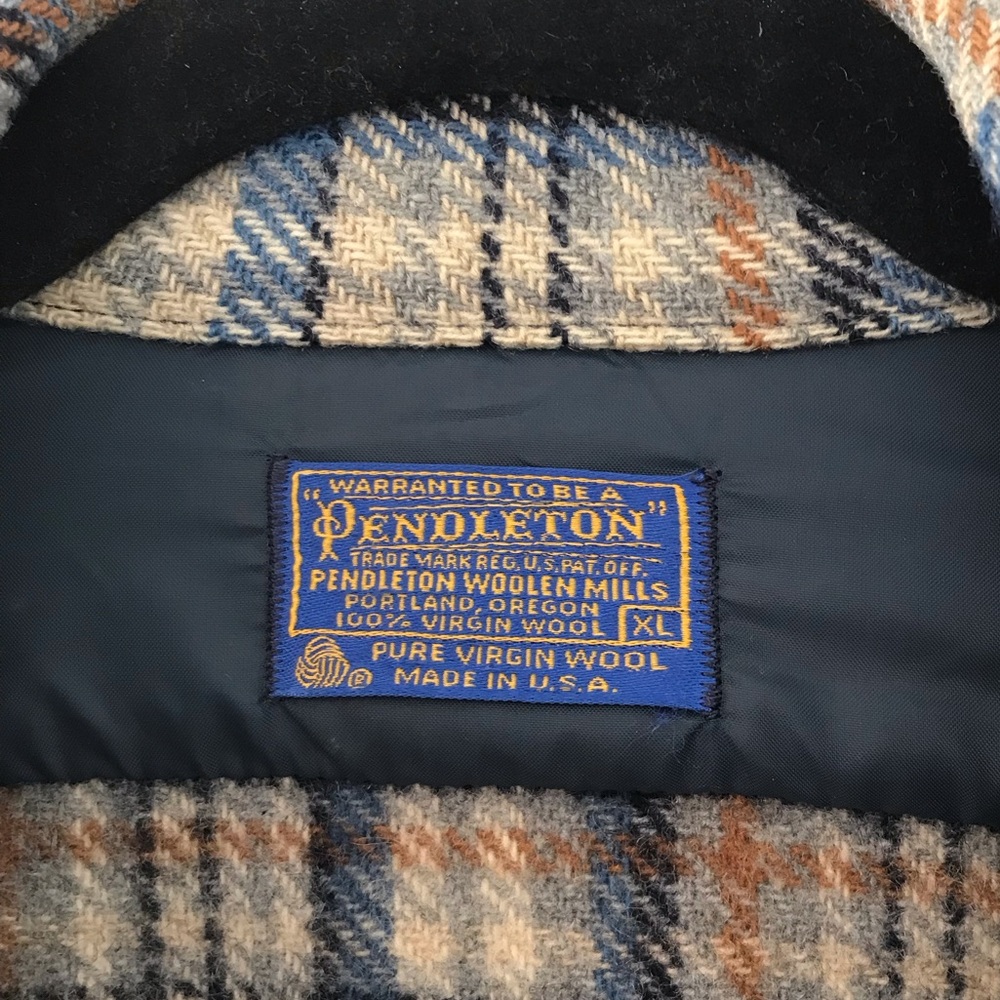 WARRANTED TO BE A
"PENDLETON"
TRADE MARK REG. U.S. PAT. OFF.
PENDLETON WOOLEN MILLS
PORTLAND, OREGON
100% VIRGIN WOOL XL
PURE VIRGIN WOOL
® MADE IN U.S.A.